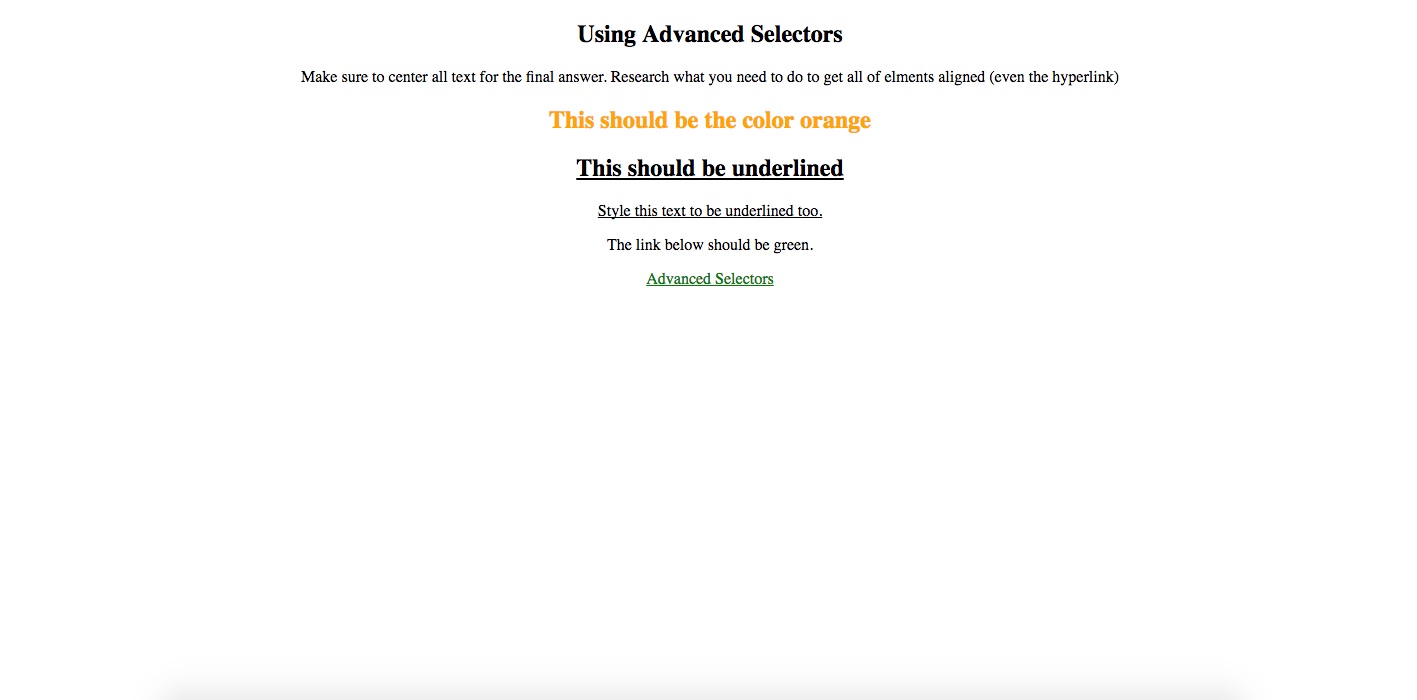 Using Advanced Selectors
Make sure to center all text for the final answer. Research what you need to do to get all of elments aligned (even the hyperlink)
This should be the color orange
This should be underlined
Style this text to be underlined too.
The link below should be green.
Advanced Selectors